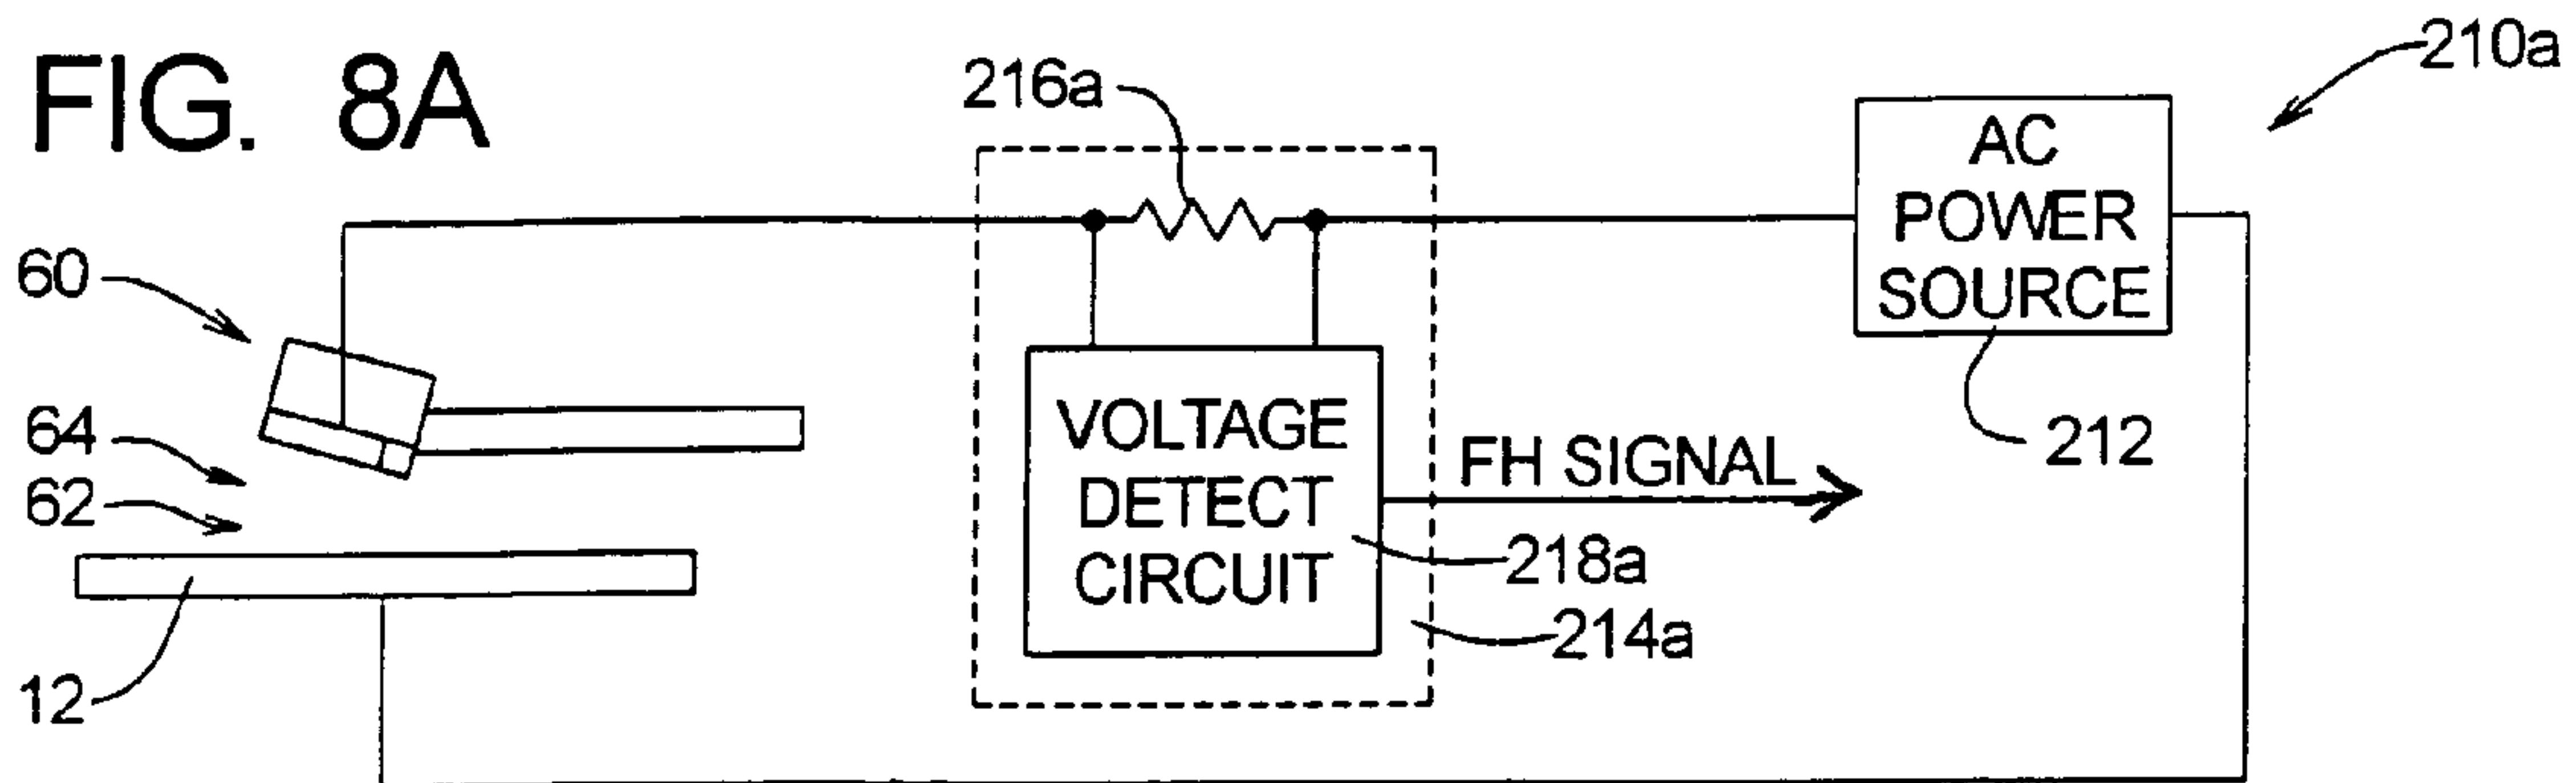 FIG. 8A
216a
210a
AC
POWER
SOURCE
60
64
62
VOLTAGE
DETECT
CIRCUIT
FH SIGNAL
212
218a
214a
12